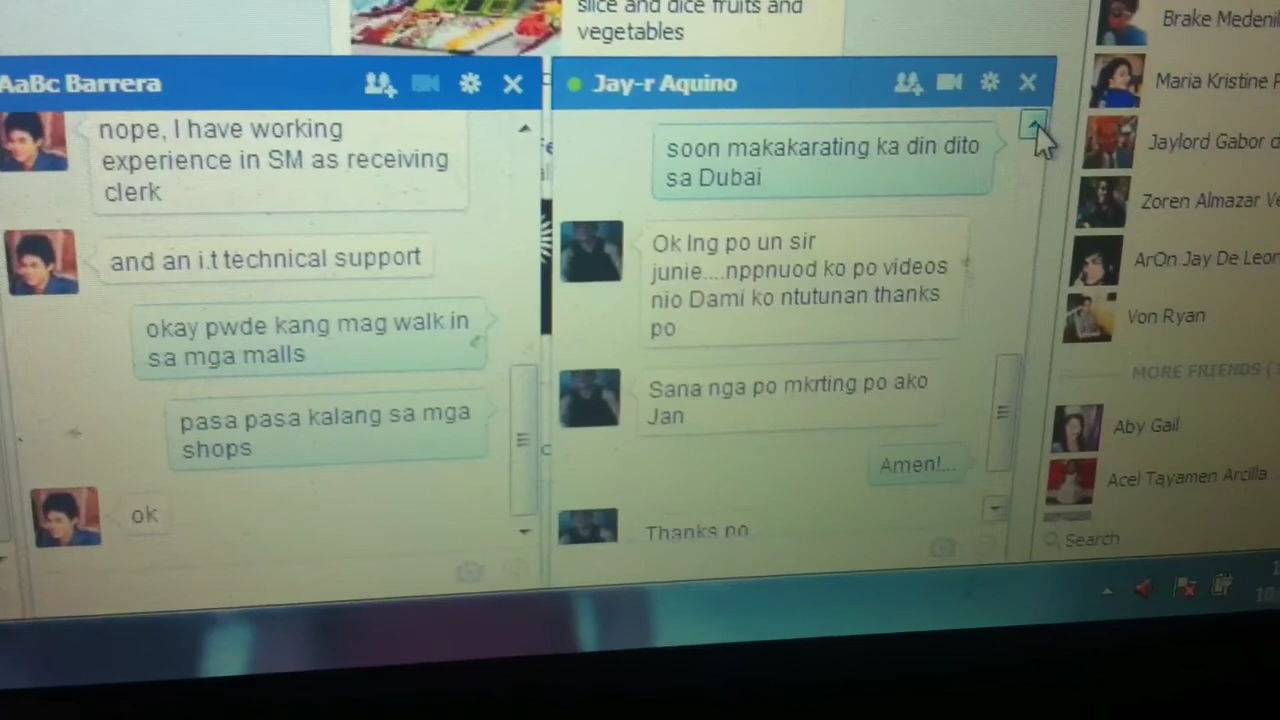 slice and dice fruits and
vegetables
AaBc Barrera
nope, I have working
experience in SM as receiving
clerk
and an i.t technical support
okay pwde kang mag walk in
sa mga malls
pasa pasa kalang sa mga
shops
ok
Jay-r Aquino
soon makakarating ka din dito
sa Dubai
Ok lng po un sir
junie....nppnuod ko po videos
nio Dami ko ntutunan thanks
po
Sana nga po mkrting po ako
Jan
Amen!...
Thanks po
Brake Medeni
Maria Kristine P
Jaylord Gabor d
Zoren Almazar Ve
ArOn Jay De Leon
Von Ryan
MORE FRIENDS (
Aby Gail
Acel Tayamen Arcilla
Search